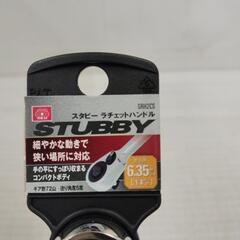 SRH2CS
スタビー ラチェットハンドル
SK11
STUBBY
細やかな動きで
狭い場所に対応
手の平にすっぽり収まる
コンパクトボディ
ギア数72山 送り角度5度
6.35